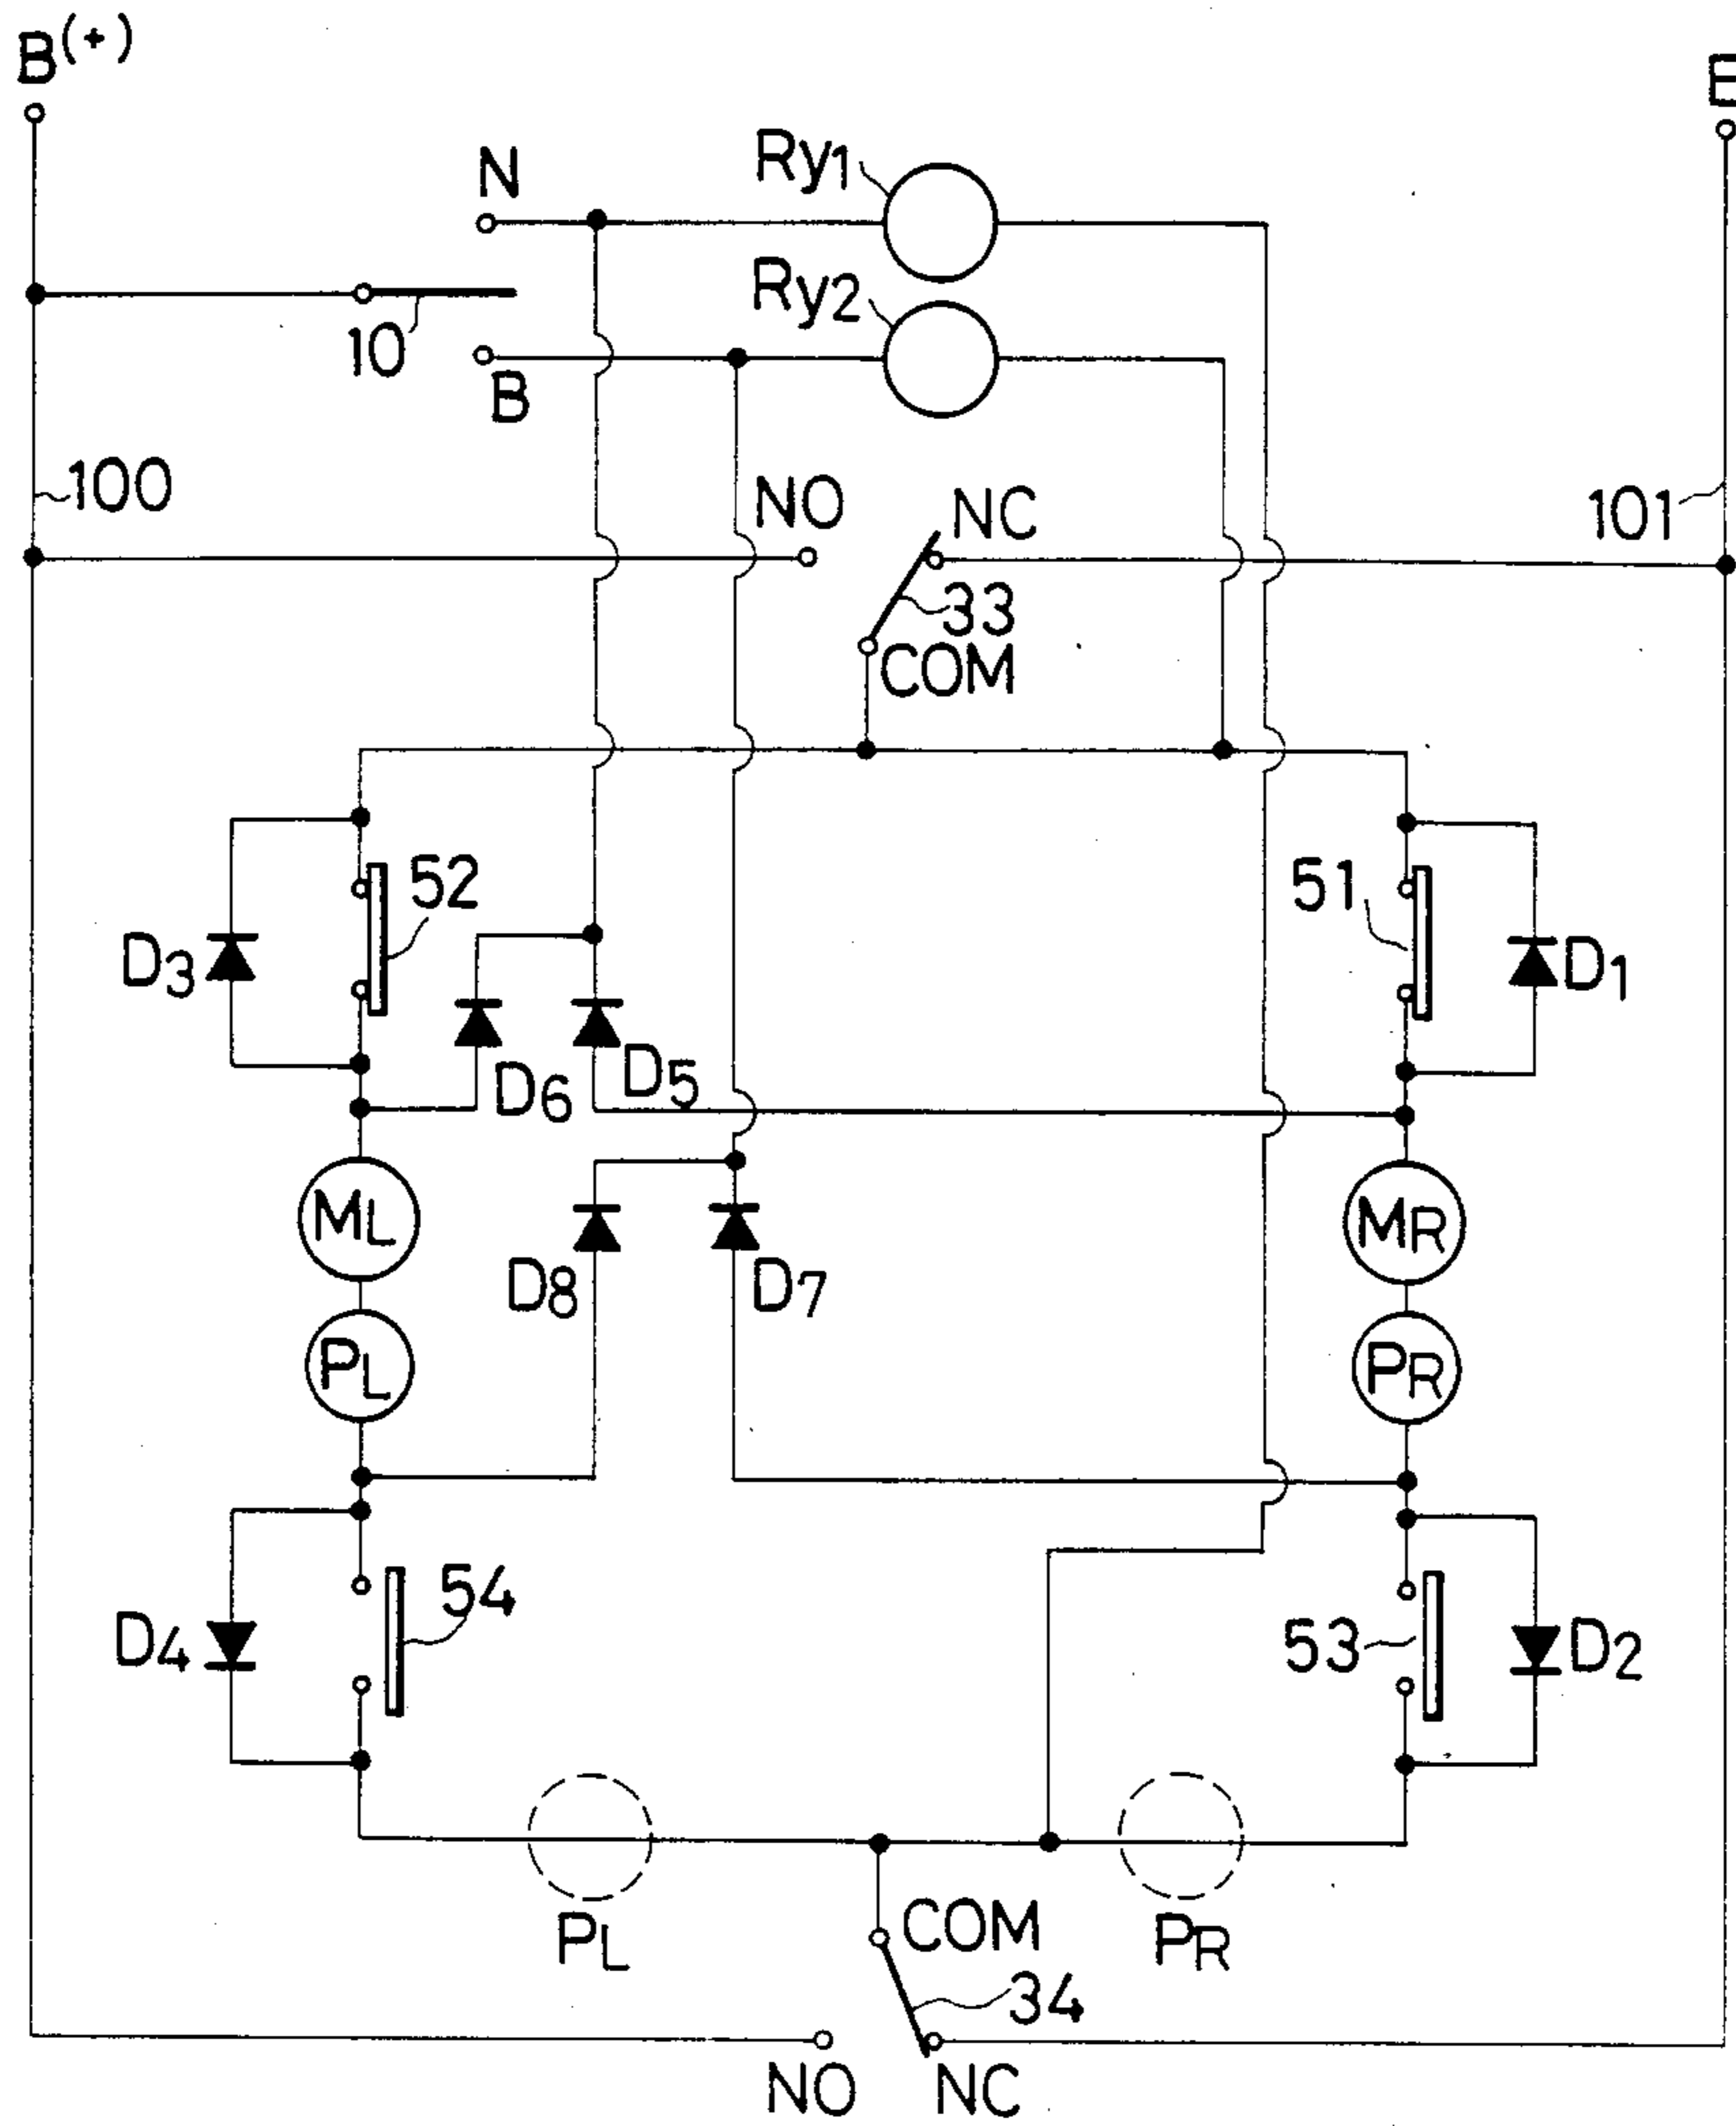 B(+)
E
N
Ry1
10
Ry2
B
100
NO
NC
101
33
COM
52
51
D3
D1
D6
D5
ML
MR
D8
D7
PL
PR
54
D4
53
D2
COM
PL
PR
34
NO
NC